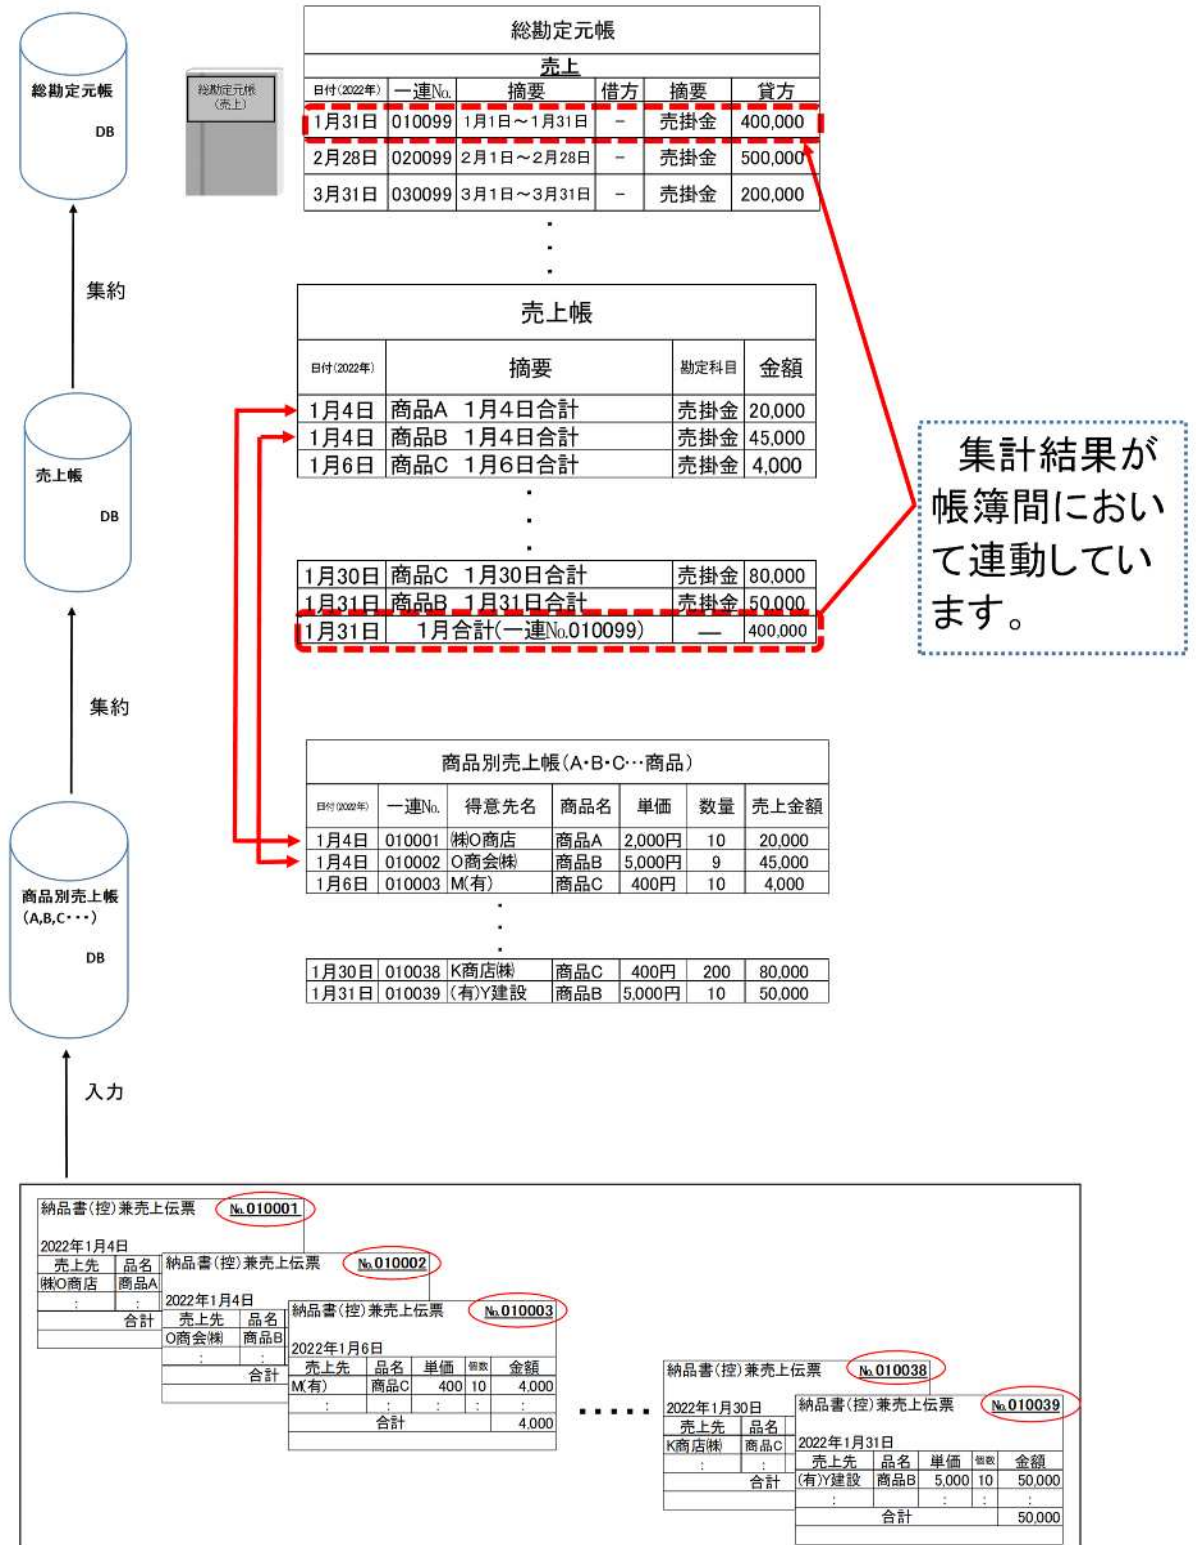 総勘定元帳
DB
総勘定元帳
(売上)
総勘定元帳
売上
日付(2022年) 一連No. 摘要 借方 摘要 貸方
1月31日 010099 1月1日～1月31日 － 売掛金 400,000
2月28日 020099 2月1日～2月28日 － 売掛金 500,000
3月31日 030099 3月1日～3月31日 － 売掛金 200,000
・
・
・
集約
売上帳
日付(2022年) 摘要 勘定科目 金額
1月4日 商品A 1月4日合計 売掛金 20,000
1月4日 商品B 1月4日合計 売掛金 45,000
1月6日 商品C 1月6日合計 売掛金 4,000
・
・
・
1月30日 商品C 1月30日合計 売掛金 80,000
1月31日 商品B 1月31日合計 売掛金 50,000
1月31日 1月合計(一連No.010099) ― 400,000
売上帳
DB
集計結果が
帳簿間におい
て連動してい
ます。
集約
商品別売上帳(A・B・C…商品)
日付(2022年) 一連No. 得意先名 商品名 単価 数量 売上金額
1月4日 010001 ㈱O商店 商品A 2,000円 10 20,000
1月4日 010002 O商会㈱ 商品B 5,000円 9 45,000
1月6日 010003 M(有) 商品C 400円 10 4,000
・
・
・
1月30日 010038 K商店㈱ 商品C 400円 200 80,000
1月31日 010039 (有)Y建設 商品B 5,000円 10 50,000
商品別売上帳
(A,B,C・・・)
DB
入力
納品書(控)兼売上伝票 No.010001
2022年1月4日
売上先 品名
㈱O商店 商品A
: :
合計
納品書(控)兼売上伝票 No.010002
2022年1月4日
売上先 品名
O商会㈱ 商品B
: :
合計
納品書(控)兼売上伝票 No.010003
2022年1月6日
売上先 品名 単価 個数 金額
M(有) 商品C 400 10 4,000
: : : : :
合計 4,000
・・・・・
納品書(控)兼売上伝票 No.010038
2022年1月30日
売上先 品名
K商店㈱ 商品C
: :
合計
納品書(控)兼売上伝票 No.010039
2022年1月31日
売上先 品名 単価 個数 金額
(有)Y建設 商品B 5,000 10 50,000
: : : :
合計 50,000